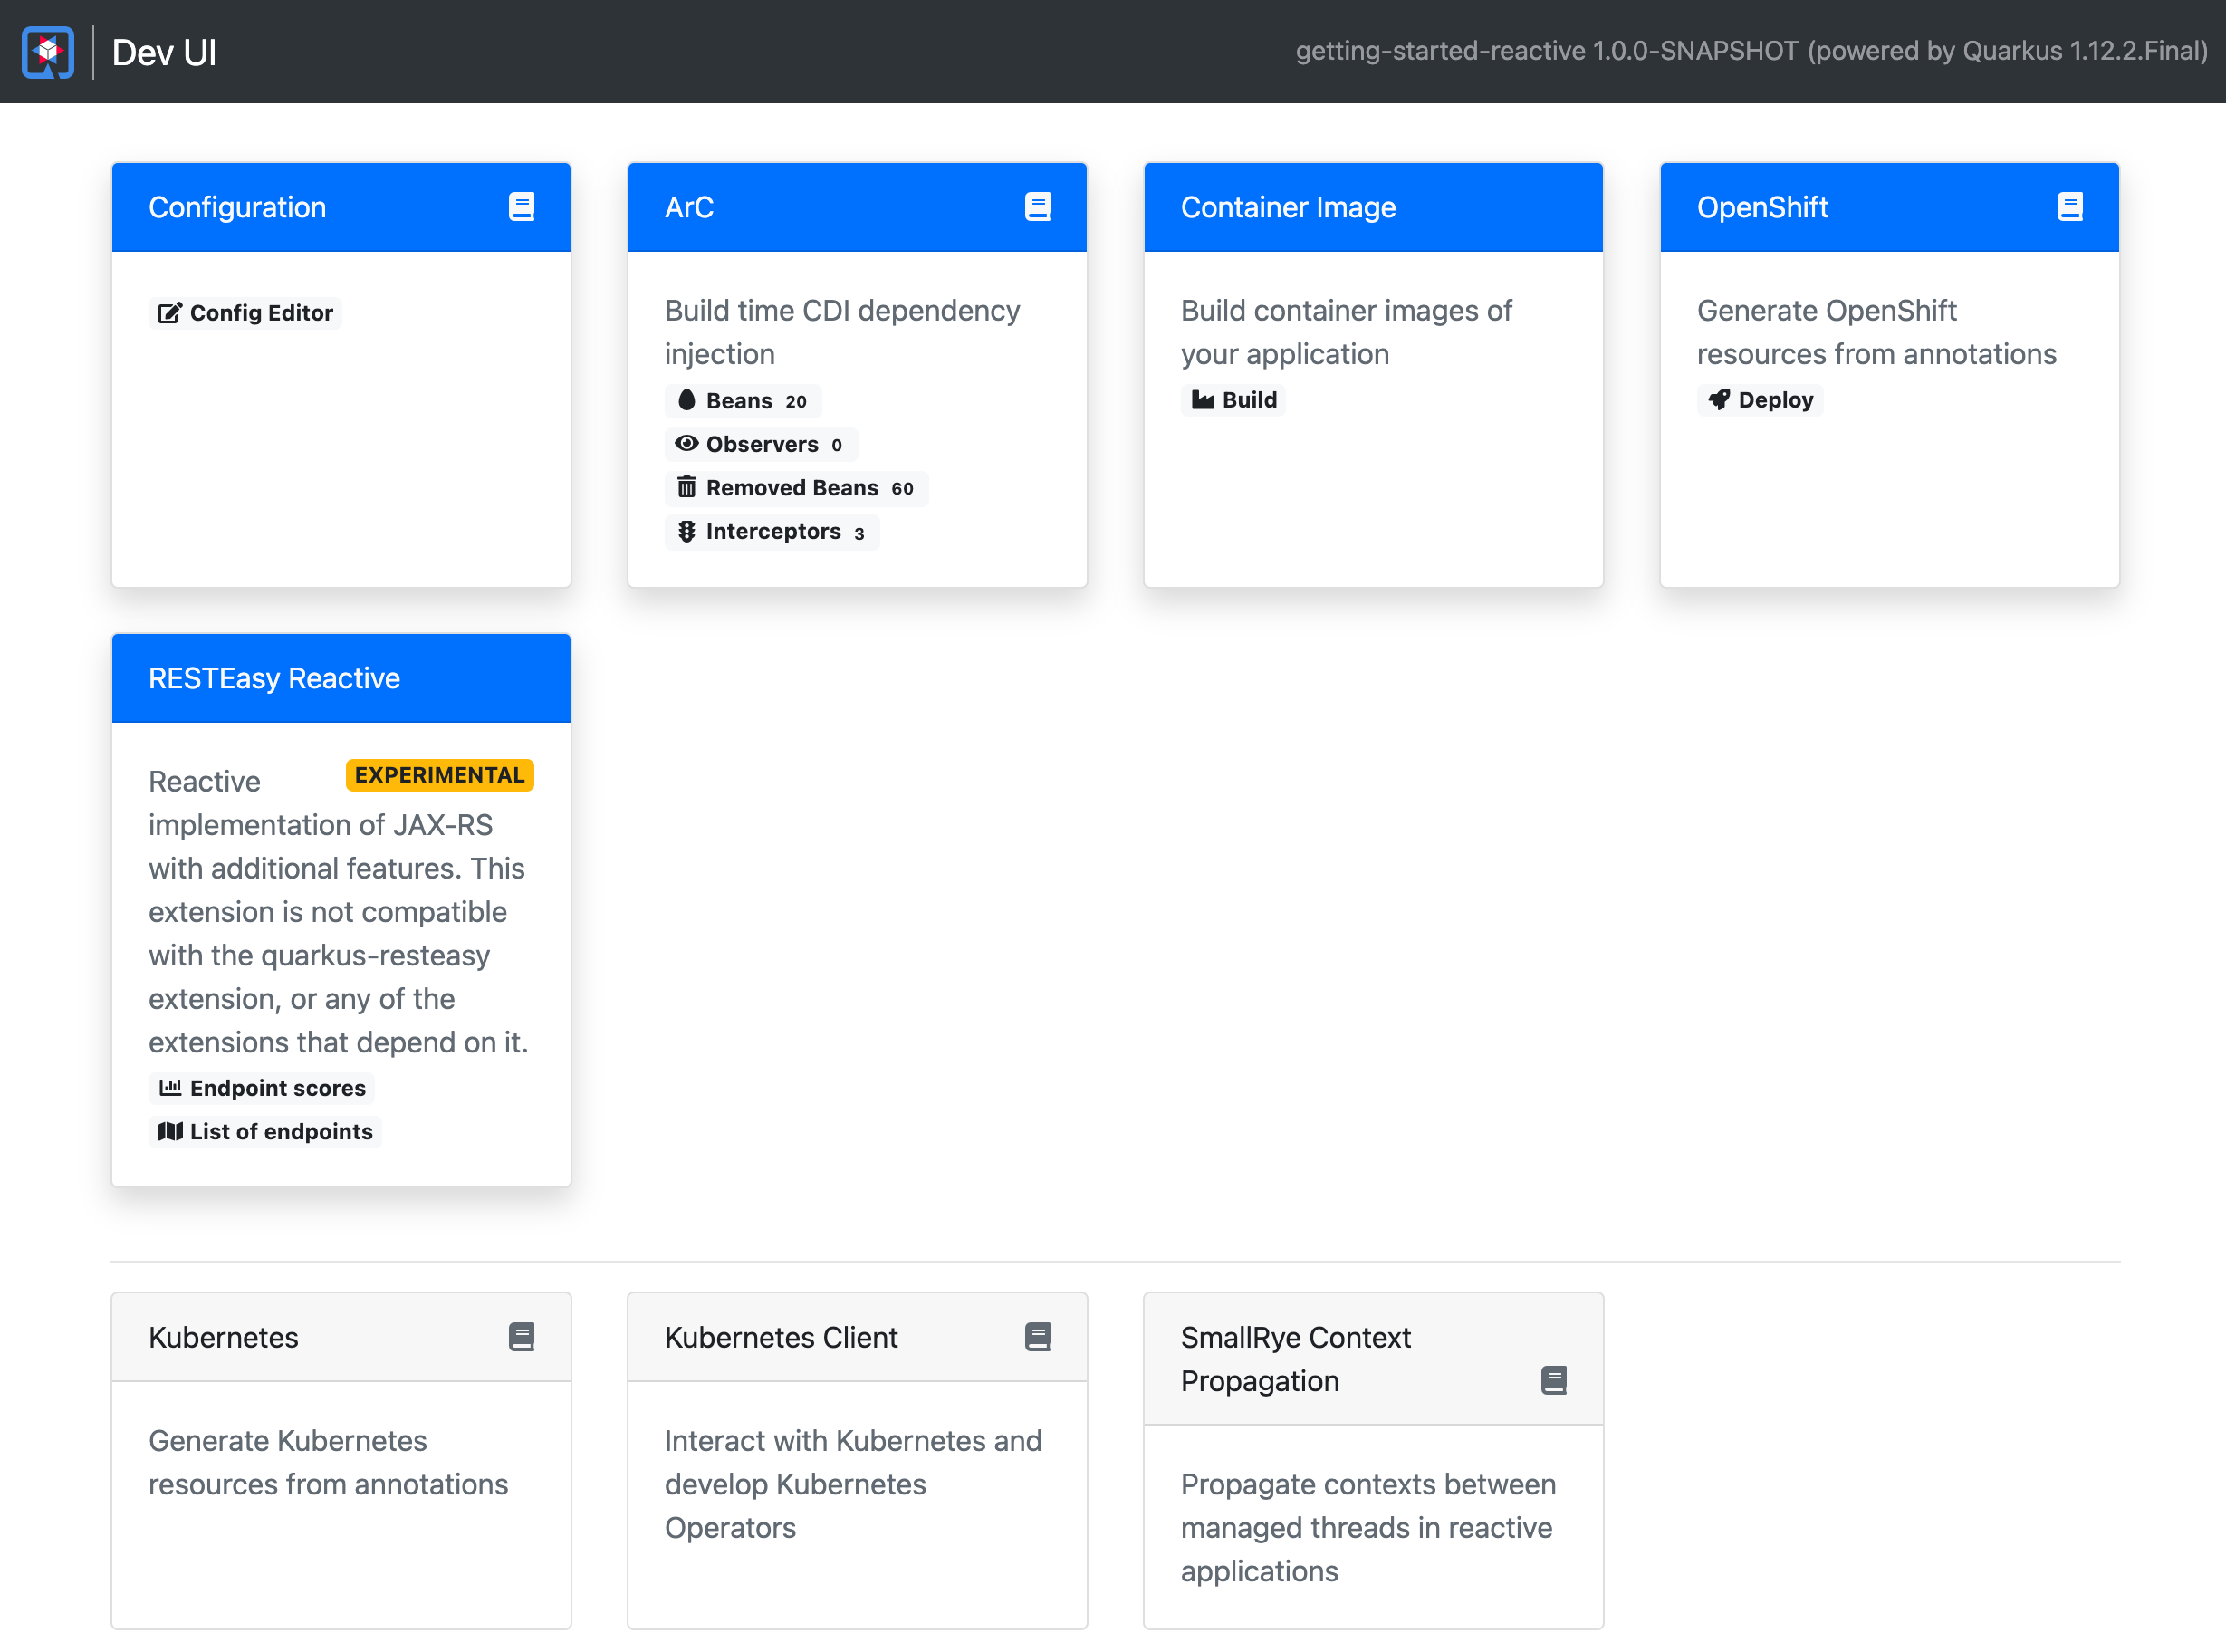 Dev UI
getting-started-reactive 1.0.0-SNAPSHOT (powered by Quarkus 1.12.2.Final)
Configuration
Config Editor
ArC
Build time CDI dependency
injection
Beans 20
Observers 0
Removed Beans 60
Interceptors 3
Container Image
Build container images of
your application
Build
OpenShift
Generate OpenShift
resources from annotations
Deploy
RESTEasy Reactive
EXPERIMENTAL
Reactive
implementation of JAX-RS
with additional features. This
extension is not compatible
with the quarkus-resteasy
extension, or any of the
extensions that depend on it.
Endpoint scores
List of endpoints
Kubernetes
Generate Kubernetes
resources from annotations
Kubernetes Client
Interact with Kubernetes and
develop Kubernetes
Operators
SmallRye Context
Propagation
Propagate contexts between
managed threads in reactive
applications